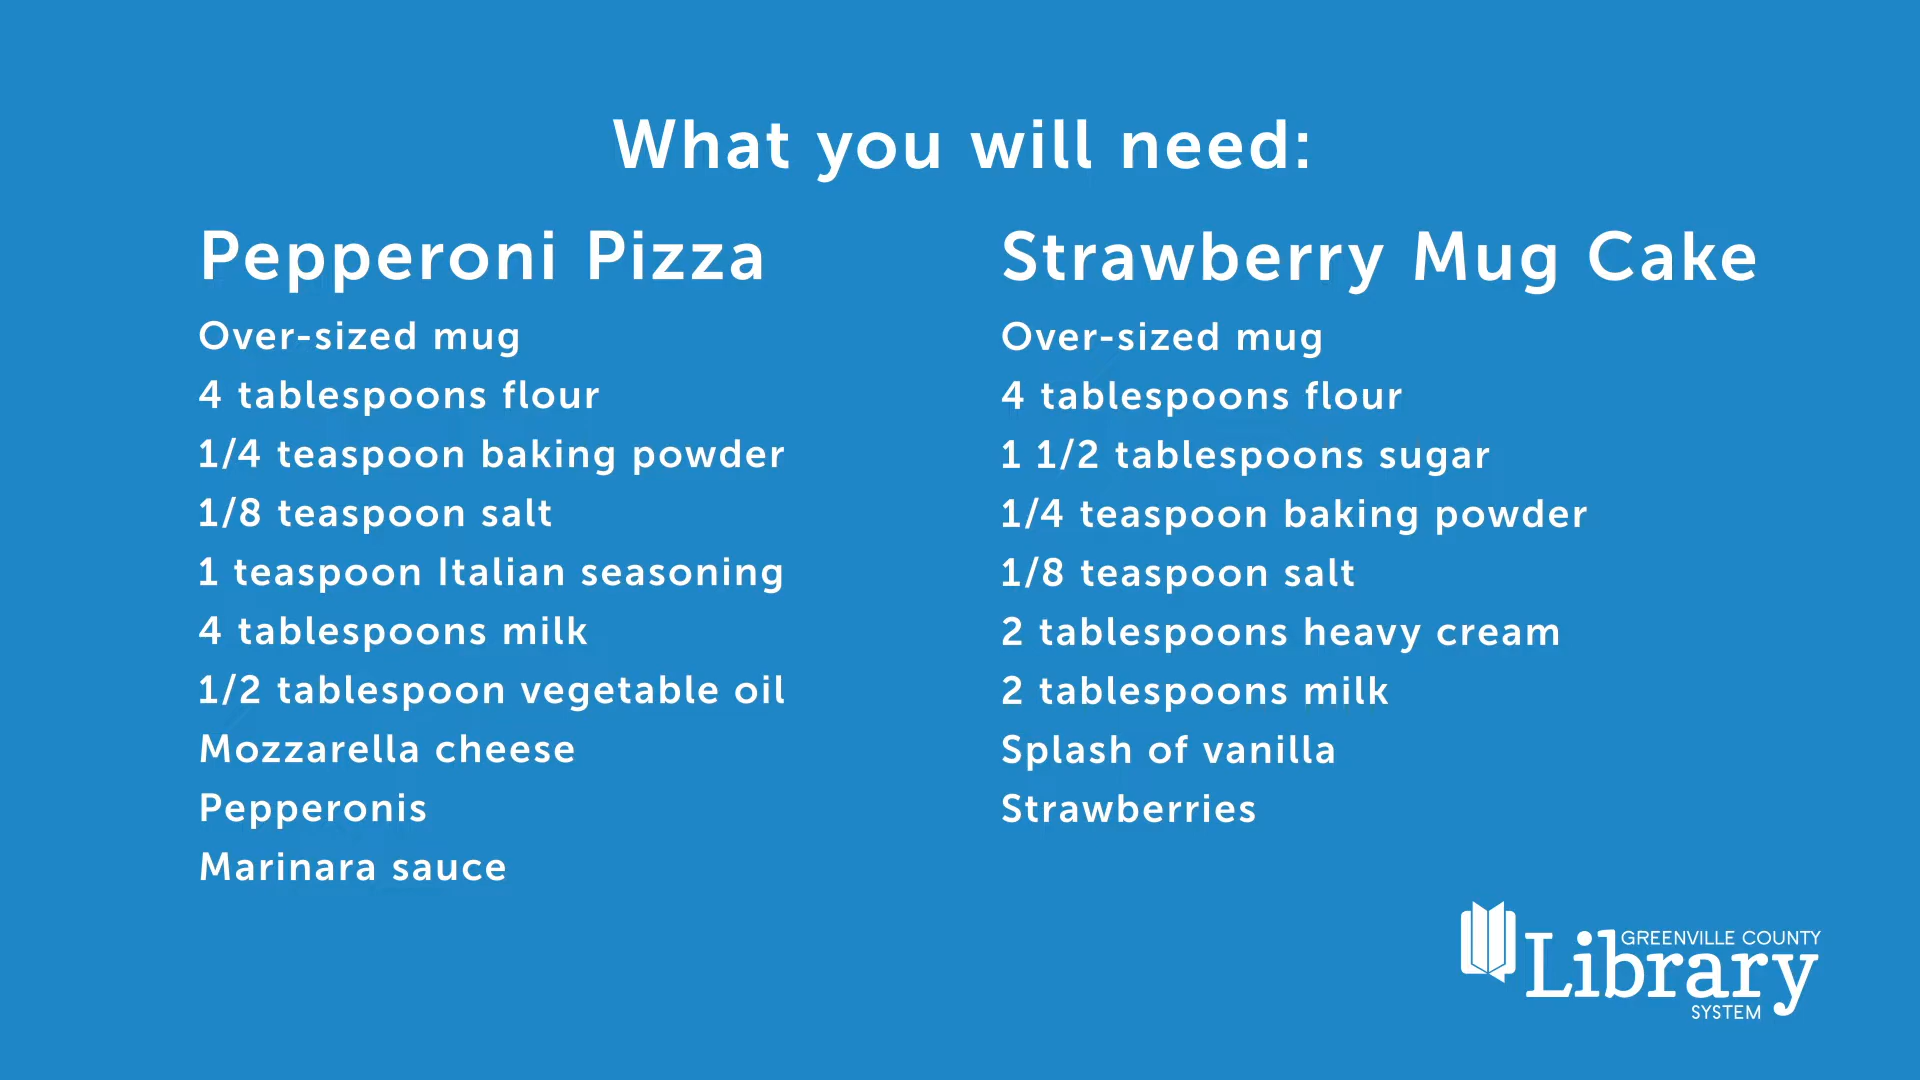 What you will need:
Pepperoni Pizza
Over-sized mug
4 tablespoons flour
1/4 teaspoon baking powder
1/8 teaspoon salt
1 teaspoon Italian seasoning
4 tablespoons milk
1/2 tablespoon vegetable oil
Mozzarella cheese
Pepperonis
Marinara sauce
Strawberry Mug Cake
Over-sized mug
4 tablespoons flour
1 1/2 tablespoons sugar
1/4 teaspoon baking powder
1/8 teaspoon salt
2 tablespoons heavy cream
2 tablespoons milk
Splash of vanilla
Strawberries
GREENVILLE COUNTY
Library
SYSTEM